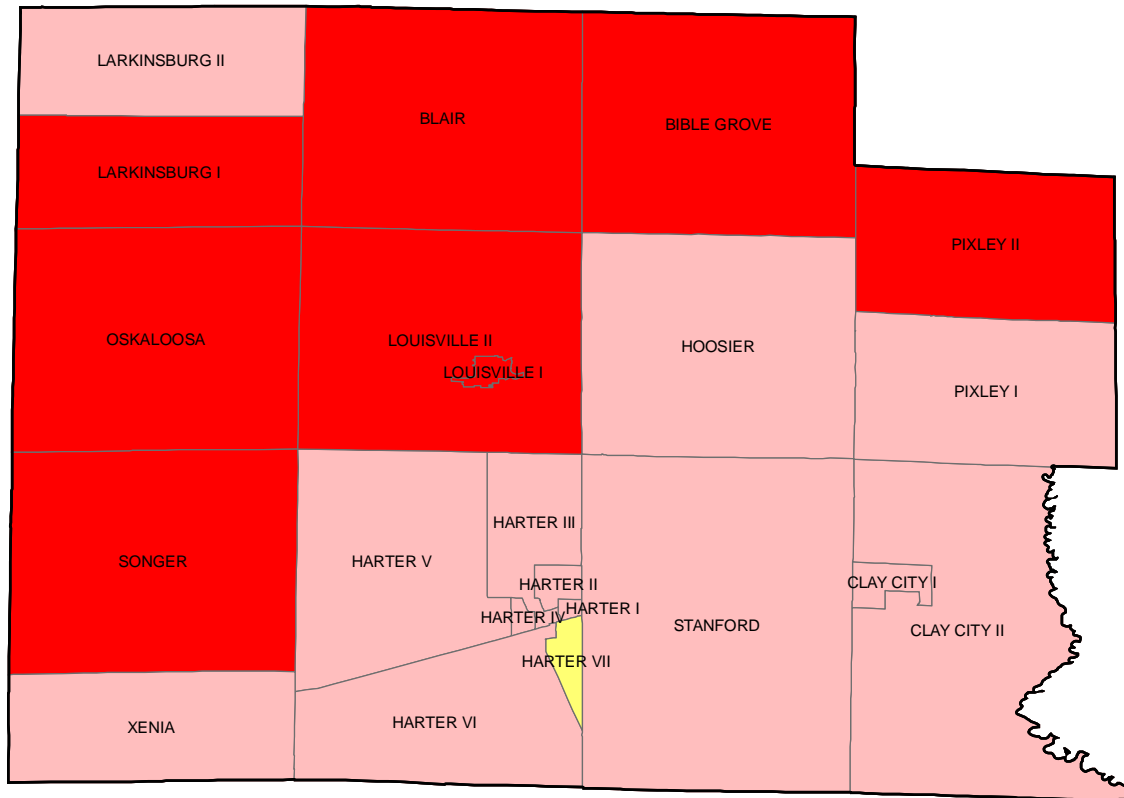 LARKINSBURG II
BLAIR
BIBLE GROVE
LARKINSBURG I
PIXLEY II
OSKALOOSA
LOUISVILLE II
HOOSIER
LOUISVILLE I
PIXLEY I
HARTER III
SONGER
HARTER V
HARTER II
CLAY CITY I
HARTER I
HARTER IV
STANFORD
CLAY CITY II
HARTER VII
XENIA
HARTER VI